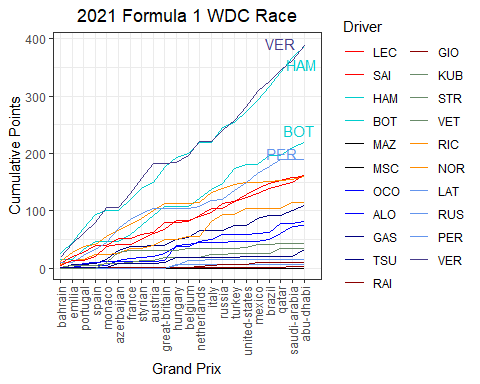 2021 Formula 1 WDC Race
Cumulative Points
400
300
200
100
0
VER
HAM
BOT
PER
bahrain
emilia
portugal
spain
monaco
azerbaijan
france
styrian
austria
great-britain
hungary
belgium
netherlands
italy
russia
turkey
united-states
mexico
brazil
qatar
saudi-arabia
abu-dhabi
Grand Prix
Driver
LEC
SAI
HAM
BOT
MAZ
MSC
OCO
ALO
GAS
TSU
RAI
GIO
KUB
STR
VET
RIC
NOR
LAT
RUS
PER
VER